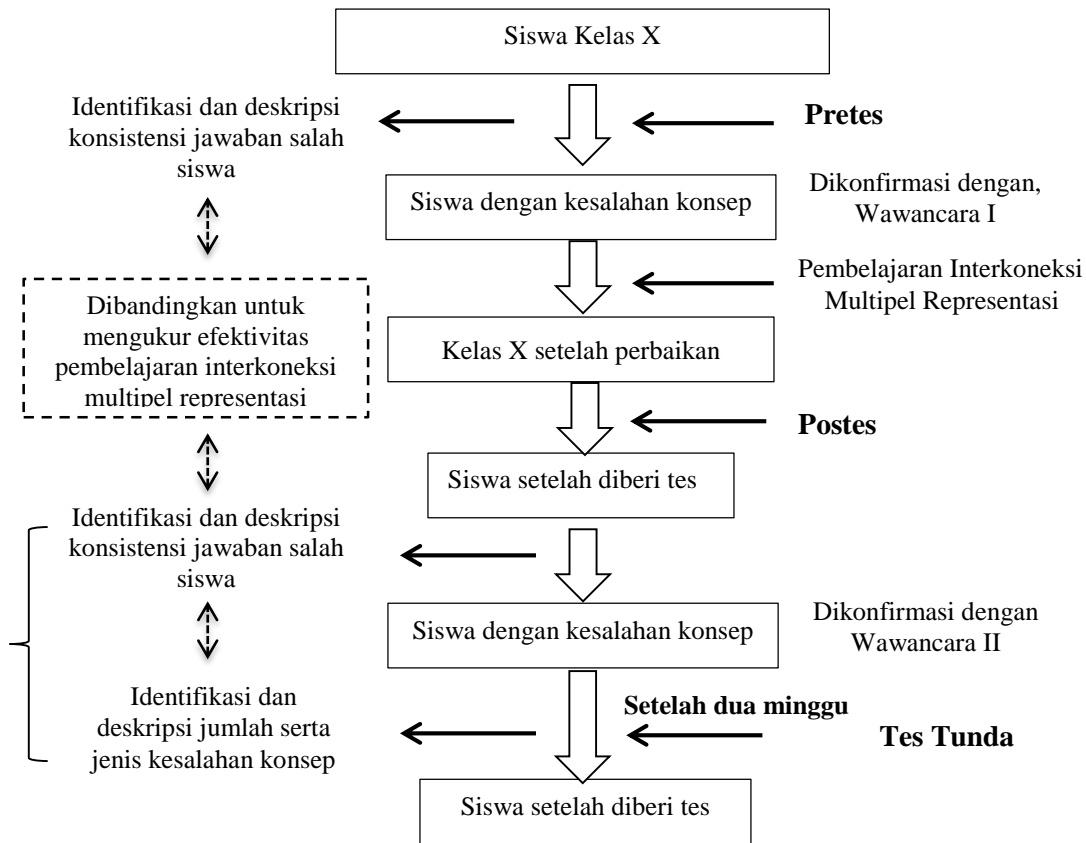 Siswa Kelas X
Identifikasi dan deskripsi
konsistensi jawaban salah
siswa
Pretes
Siswa dengan kesalahan konsep
Dikonfirmasi dengan,
Wawancara I
Pembelajaran Interkoneksi
Multipel Representasi
Dibandingkan untuk
mengukur efektivitas
pembelajaran interkoneksi
multipel representasi
Kelas X setelah perbaikan
Postes
Siswa setelah diberi tes
Identifikasi dan deskripsi
konsistensi jawaban salah
siswa
Siswa dengan kesalahan konsep
Dikonfirmasi dengan
Wawancara II
Identifikasi dan
deskripsi jumlah serta
jenis kesalahan konsep
Setelah dua minggu
Tes Tunda
Siswa setelah diberi tes